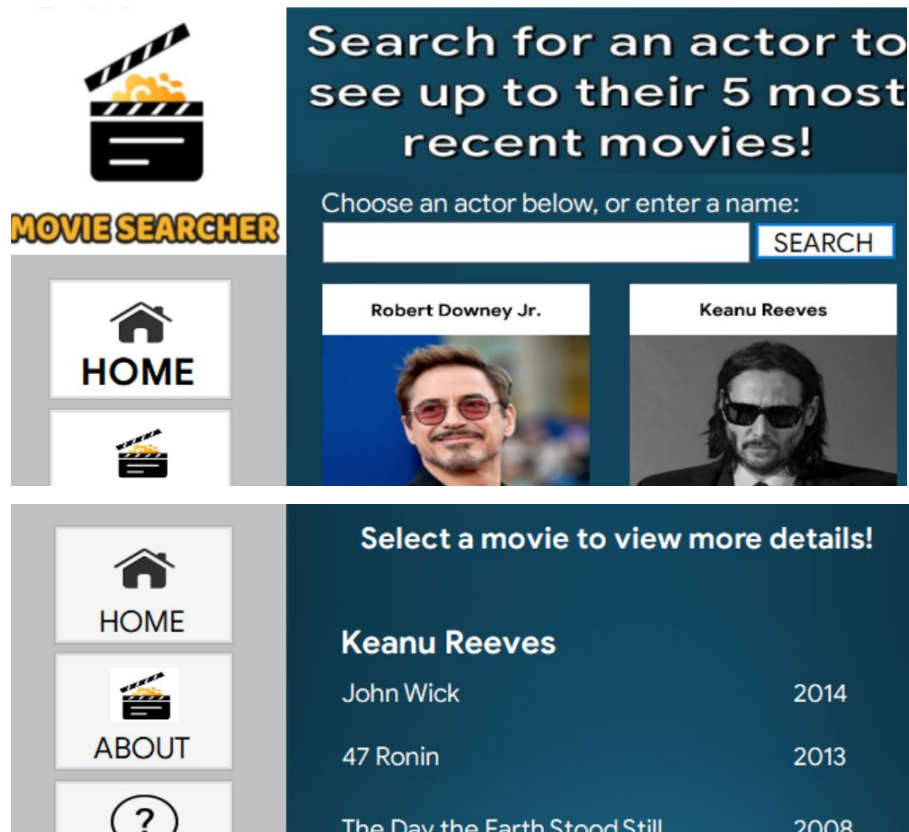 Search for an actor to
see up to their 5 most
recent movies!
MOVIE SEARCHER
Choose an actor below, or enter a name:
SEARCH
HOME
Robert Downey Jr.
Keanu Reeves
Select a movie to view more details!
HOME
ABOUT
?
Keanu Reeves
John Wick 2014
47 Ronin 2013
The Day the Earth Stood Still 2008